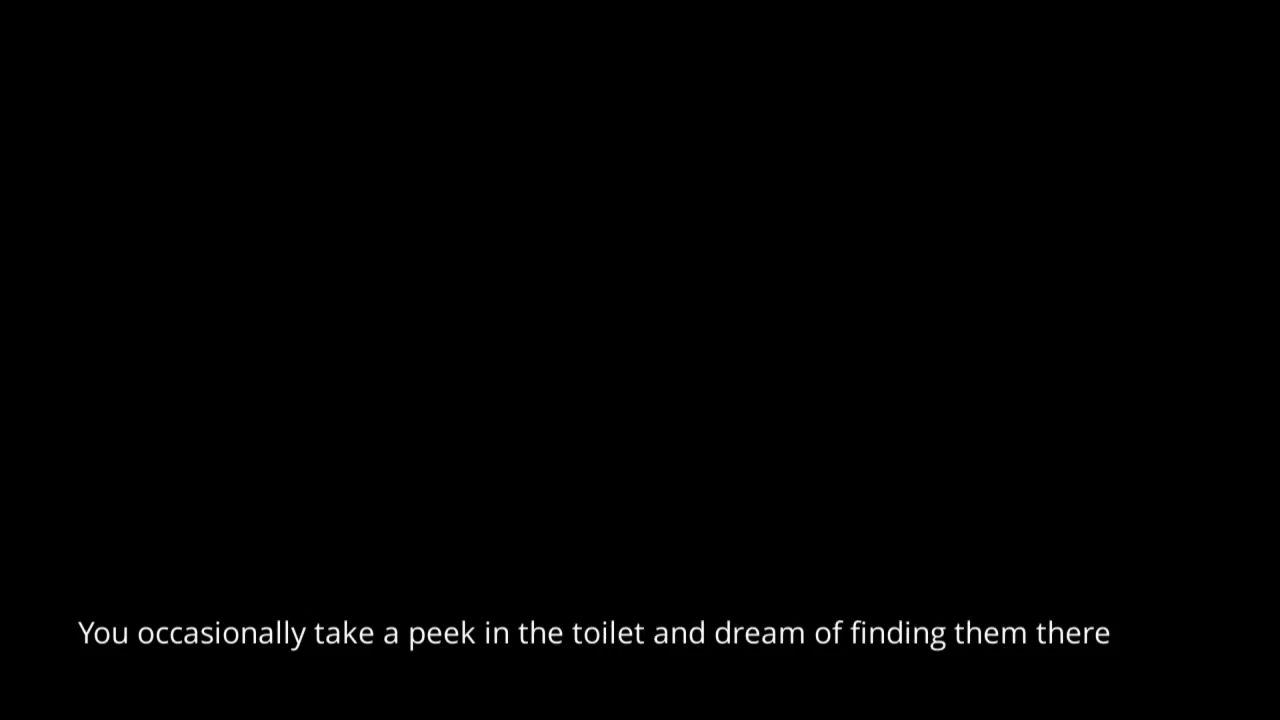 You occasionally take a peek in the toilet and dream of finding them there